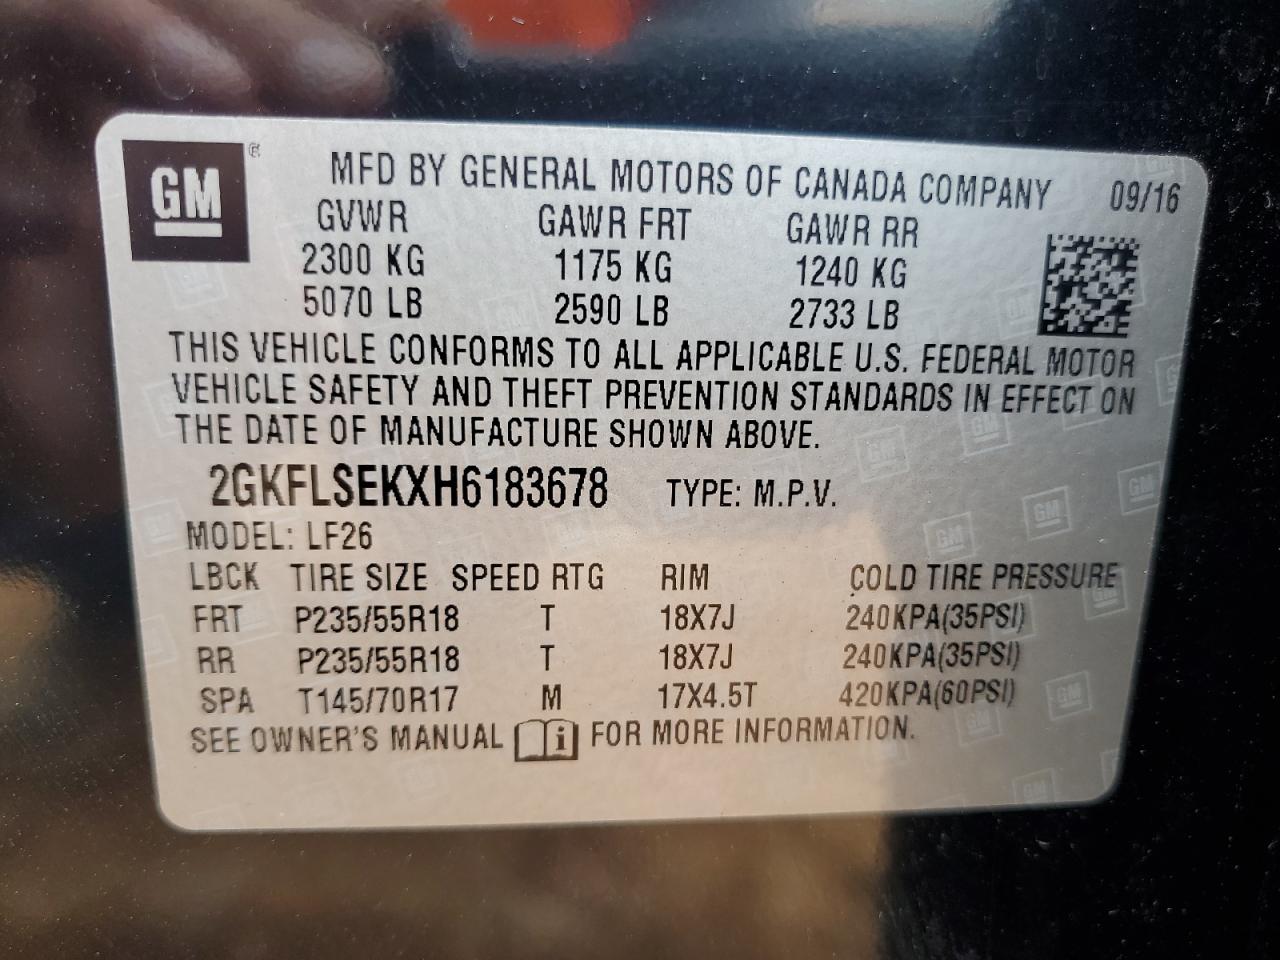 GM®
MFD BY GENERAL MOTORS OF CANADA COMPANY 09/16
GVWR GAWR FRT GAWR RR
2300 KG 1175 KG 1240 KG
5070 LB 2590 LB 2733 LB
THIS VEHICLE CONFORMS TO ALL APPLICABLE U.S. FEDERAL MOTOR
VEHICLE SAFETY AND THEFT PREVENTION STANDARDS IN EFFECT ON
THE DATE OF MANUFACTURE SHOWN ABOVE.
2GKFLSEKXH6183678 TYPE: M.P.V.
MODEL: LF26
LBCK TIRE SIZE SPEED RTG RIM COLD TIRE PRESSURE
FRT P235/55R18 T 18X7J 240KPA(35PSI)
RR P235/55R18 T 18X7J 240KPA(35PSI)
SPA T145/70R17 M 17X4.5T 420KPA(60PSI)
SEE OWNER'S MANUAL i FOR MORE INFORMATION.